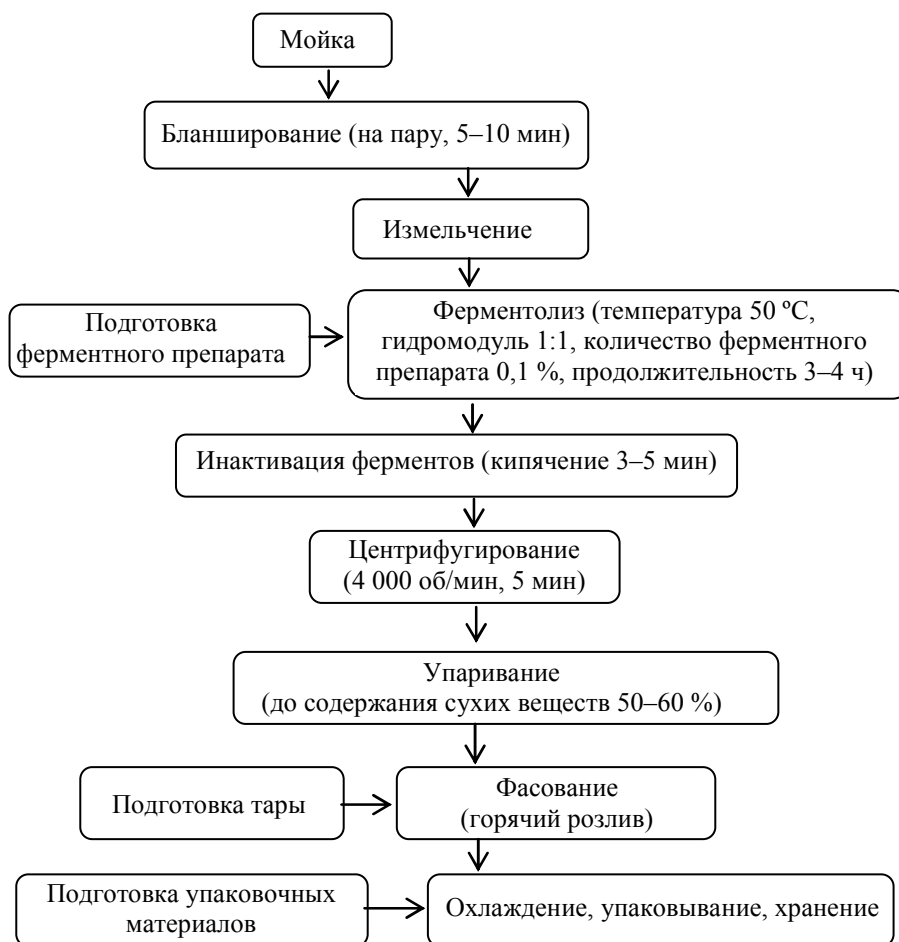 Мойка
Бланширование (на пару, 5–10 мин)
Измельчение
Подготовка
ферментного препарата
Ферментолиз (температура 50 ºС,
гидромодуль 1:1, количество ферментного
препарата 0,1 %, продолжительность 3–4 ч)
Инактивация ферментов (кипячение 3–5 мин)
Центрифугирование
(4 000 об/мин, 5 мин)
Упаривание
(до содержания сухих веществ 50–60 %)
Подготовка тары
Фасование
(горячий розлив)
Подготовка упаковочных
материалов
Охлаждение, упаковывание, хранение